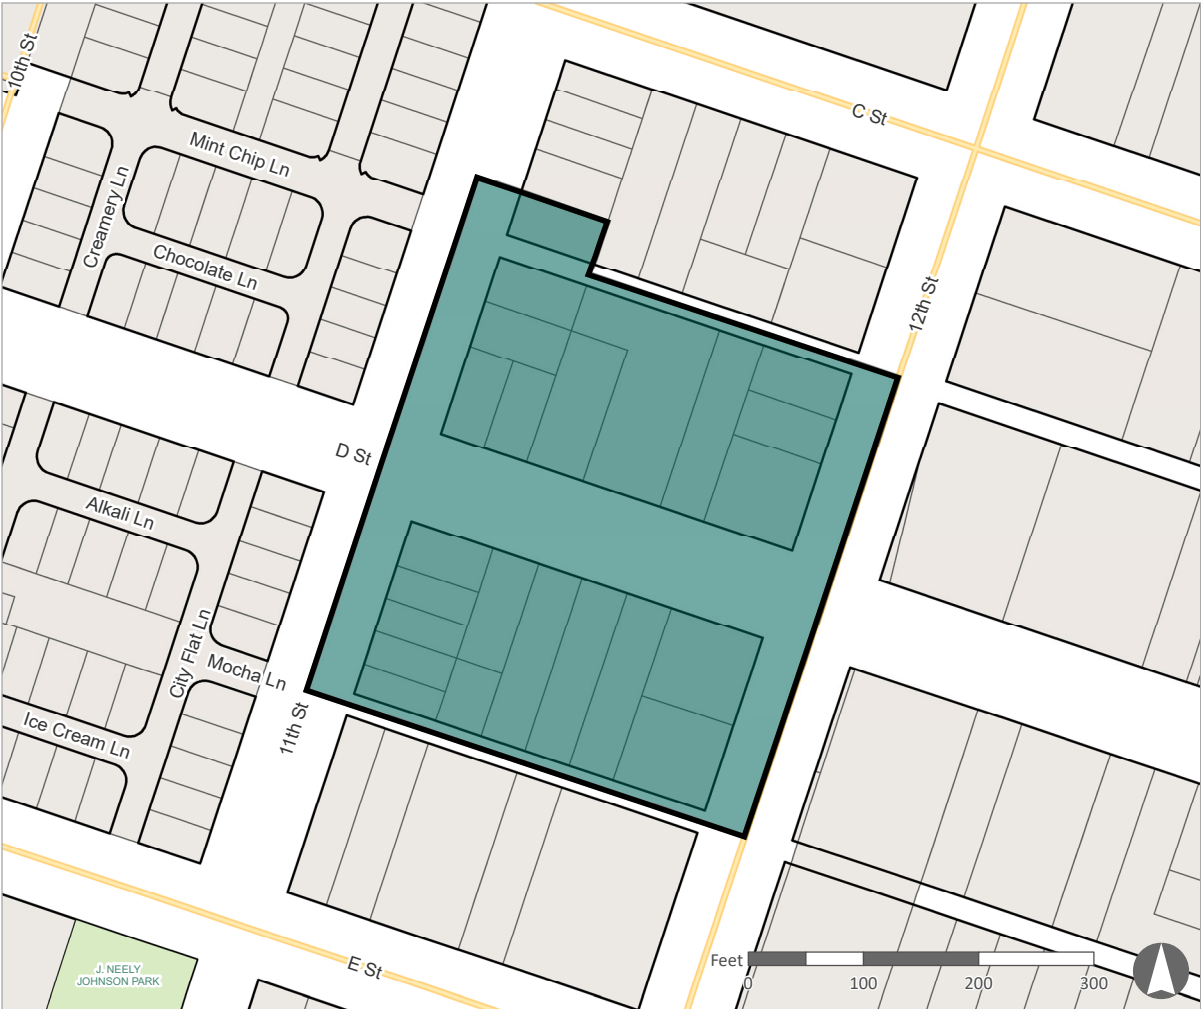 10th St
C St
Mint Chip Ln
Creamery Ln
Chocolate Ln
12th St
D St
Alkali Ln
City Flat Ln
Mocha Ln
11th St
Ice Cream Ln
E St
J. NEELY
JOHNSON PARK
Feet
0 100 200 300